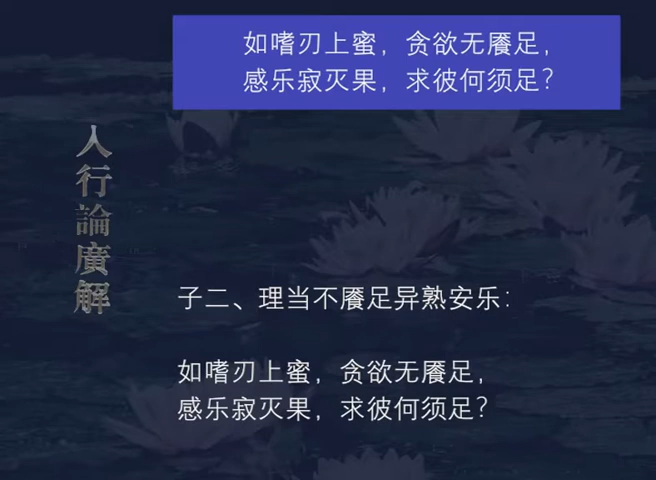 如嗜刃上蜜，贪欲无餍足，
感乐寂灭果，求彼何须足？
入行論廣解
子二、理当不餍足异熟安乐：
如嗜刃上蜜，贪欲无餍足，
感乐寂灭果，求彼何须足？